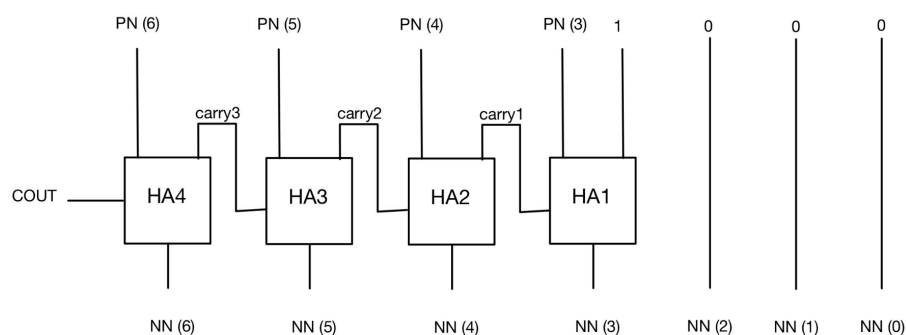 PN (6) PN (5) PN (4) PN (3) 1 0 0 0
carry3 carry2 carry1
COUT HA4 HA3 HA2 HA1
NN (6) NN (5) NN (4) NN (3) NN (2) NN (1) NN (0)